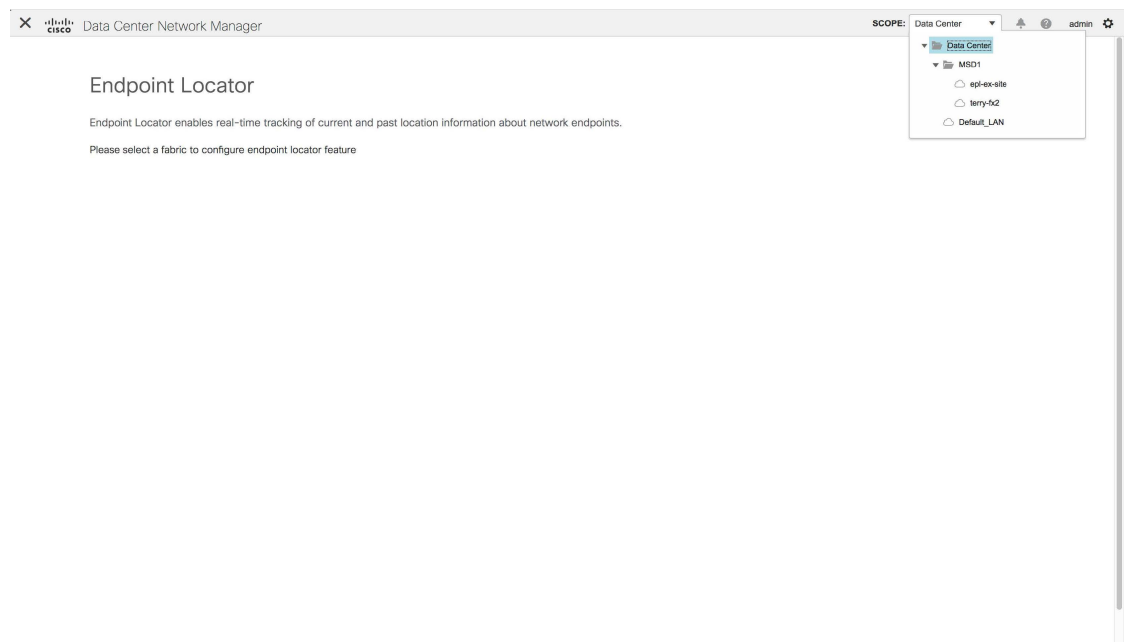 CISCO Data Center Network Manager
SCOPE: Data Center admin
Data Center
MSD1
epl-ex-site
terry-fx2
Default_LAN
Endpoint Locator
Endpoint Locator enables real-time tracking of current and past location information about network endpoints.
Please select a fabric to configure endpoint locator feature